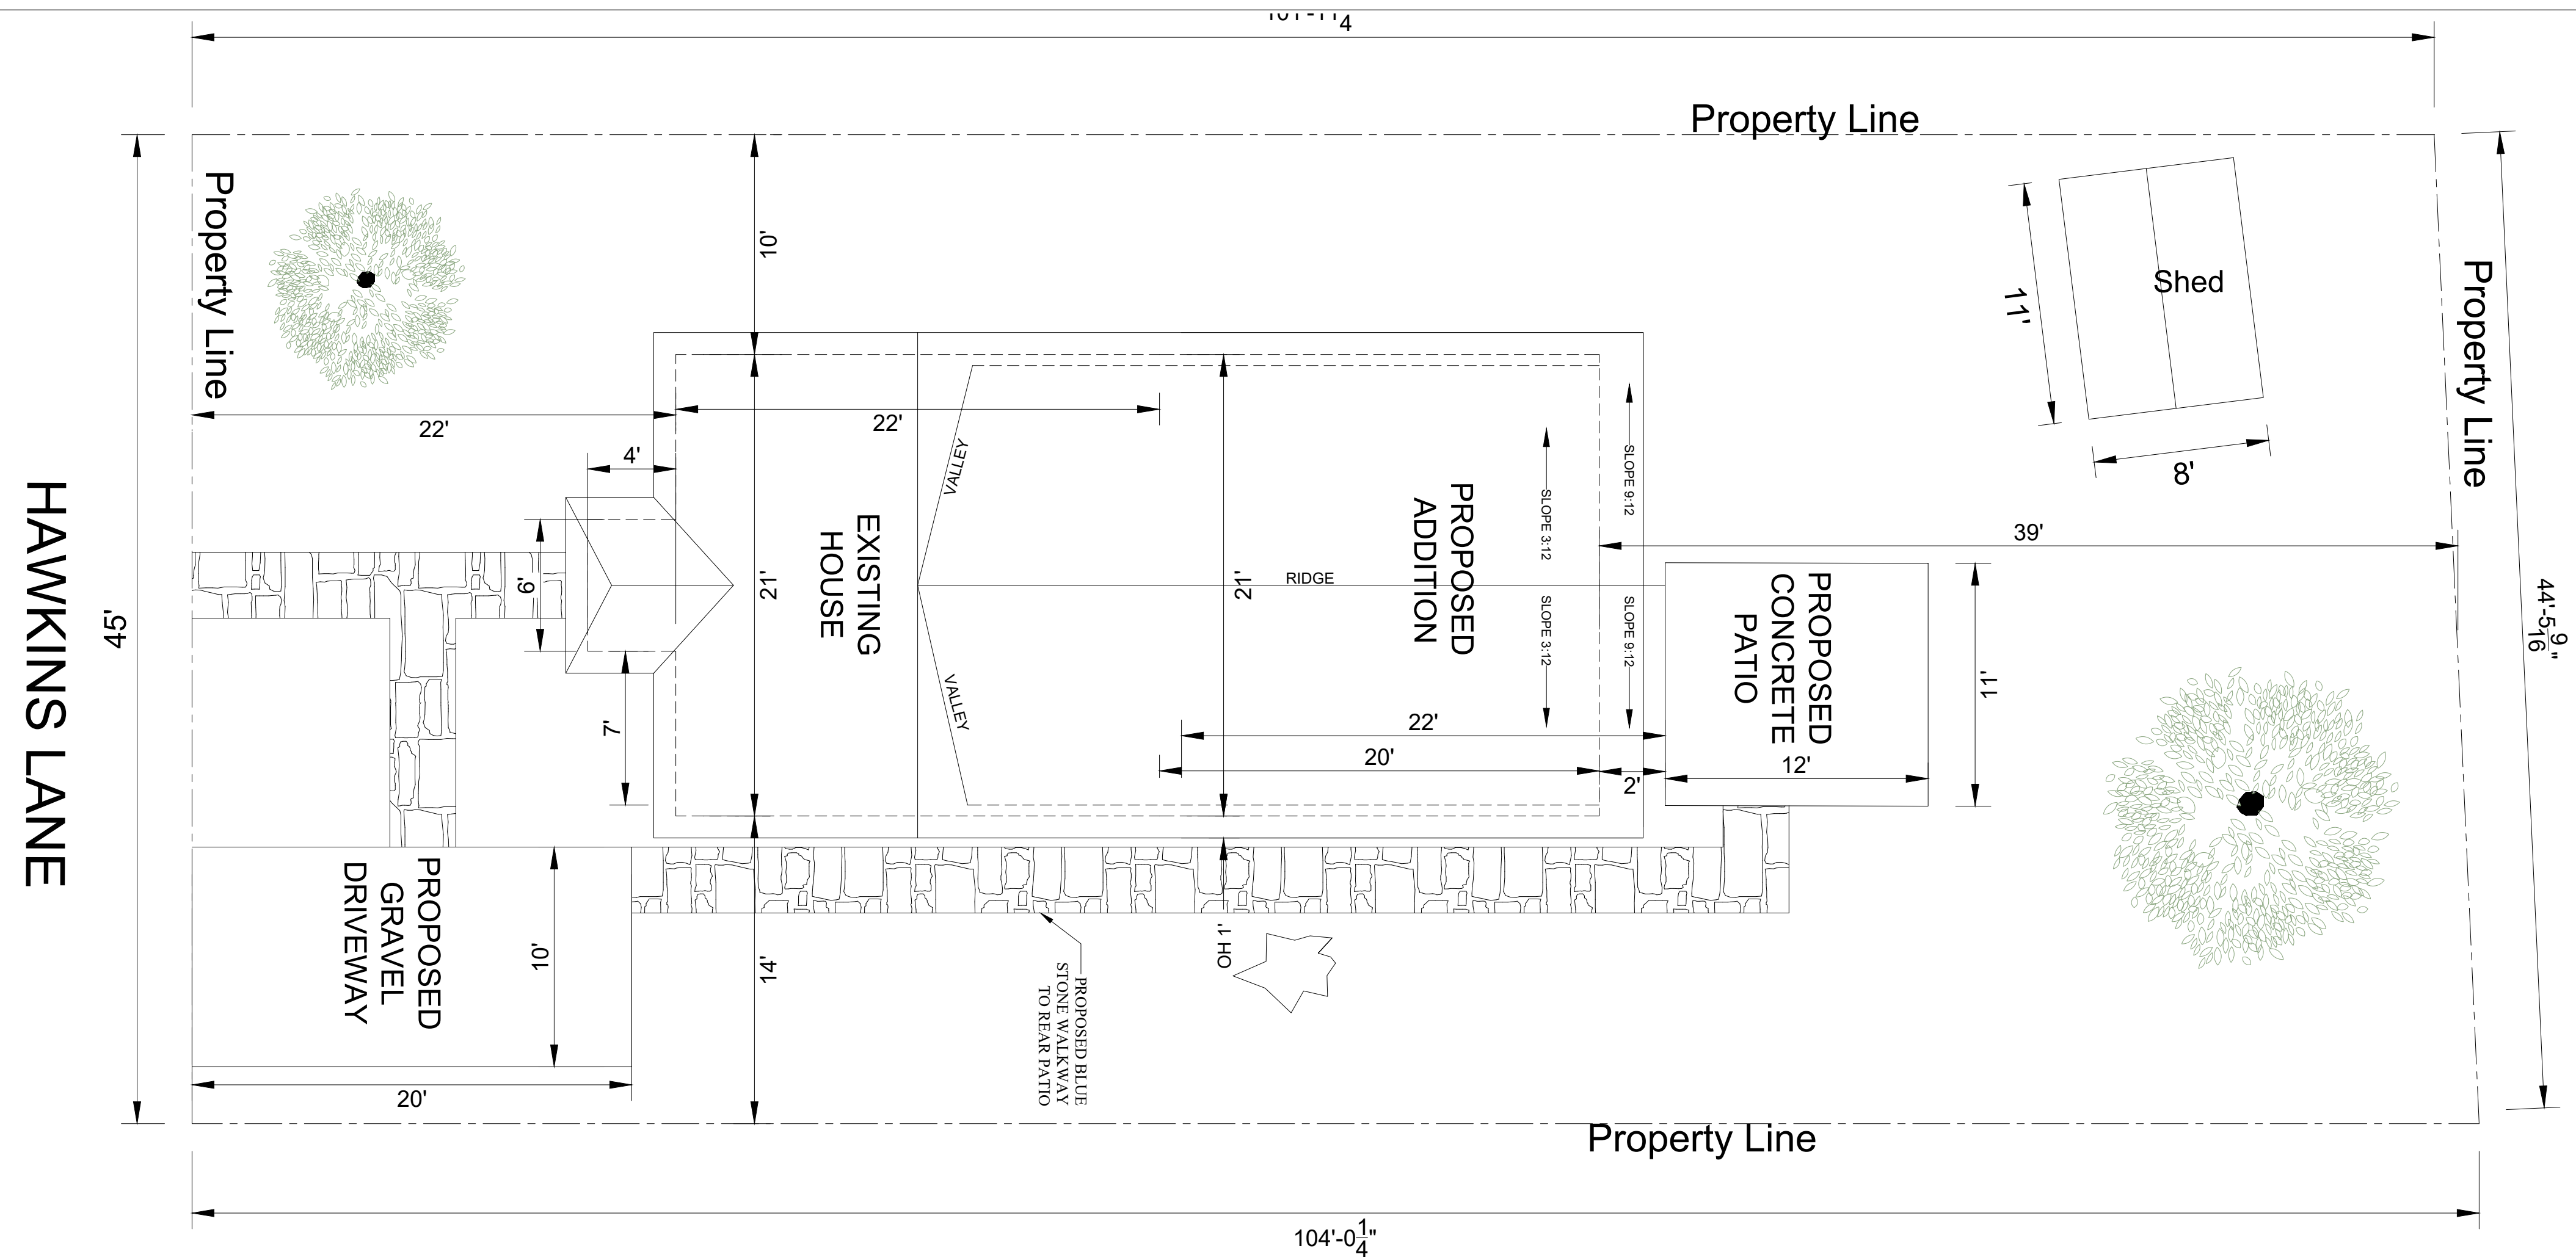 Property Line
Property Line
10'
Shed
11'
8'
Property Line
22'
22'
4'
VALLEY
SLOPE 9:12
SLOPE 3:12
39'
HAWKINS LANE
45'
6'
21'
EXISTING
HOUSE
21'
RIDGE
PROPOSED
ADDITION
SLOPE 3:12
SLOPE 9:12
PROPOSED
CONCRETE
PATIO
11'
44'-5 9/16"
7'
VALLEY
22'
20'
2'
12'
PROPOSED
GRAVEL
DRIVEWAY
10'
14'
OH 1'
PROPOSED BLUE
STONE WALKWAY
TO REAR PATIO
20'
Property Line
104'-0 1/4"